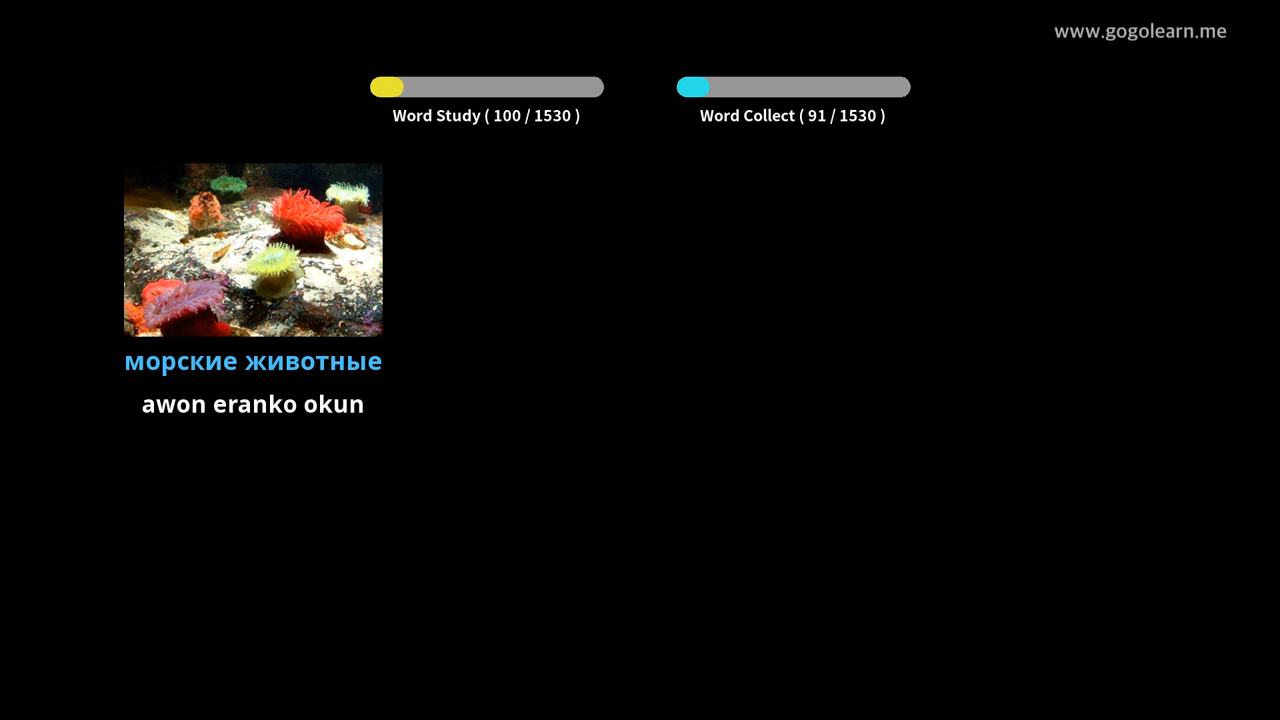 www.gogolearn.me
Word Study ( 100 / 1530 )
Word Collect ( 91 / 1530 )
морские животные
awon eranko okun